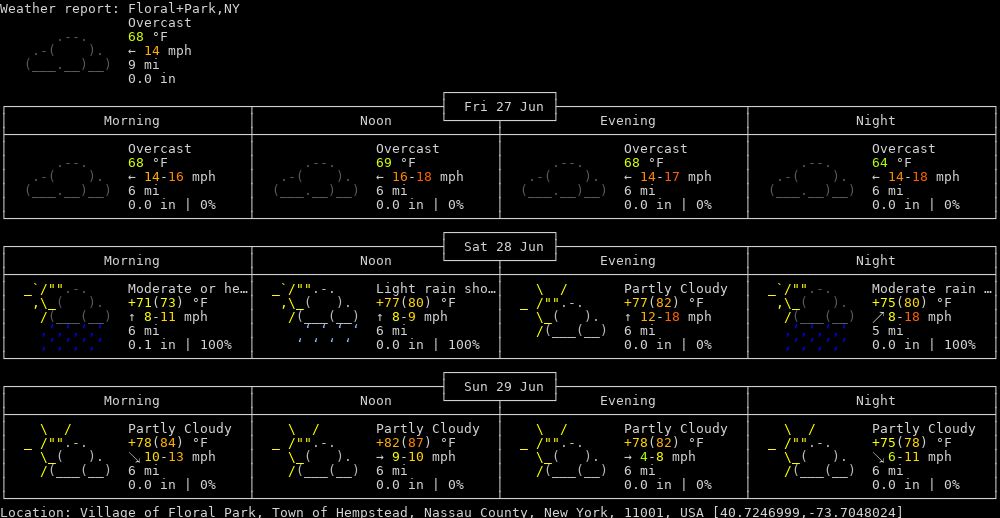 Weather report: Floral+Park,NY
Overcast
68 °F
← 14 mph
9 mi
0.0 in
Fri 27 Jun
Morning Noon Evening Night
Overcast Overcast Overcast Overcast
68 °F 69 °F 68 °F 64 °F
← 14-16 mph ← 16-18 mph ← 14-17 mph ← 14-18 mph
6 mi 6 mi 6 mi 6 mi
0.0 in | 0% 0.0 in | 0% 0.0 in | 0% 0.0 in | 0%
Sat 28 Jun
Morning Noon Evening Night
Moderate or he… Light rain sho… Partly Cloudy Moderate rain …
+71(73) °F +77(80) °F +77(82) °F +75(80) °F
↑ 8-11 mph ↑ 8-9 mph ↑ 12-18 mph ↗ 8-18 mph
6 mi 6 mi 6 mi 5 mi
0.1 in | 100% 0.0 in | 100% 0.0 in | 0% 0.0 in | 100%
Sun 29 Jun
Morning Noon Evening Night
Partly Cloudy Partly Cloudy Partly Cloudy Partly Cloudy
+78(84) °F +82(87) °F +78(82) °F +75(78) °F
↘ 10-13 mph → 9-10 mph → 4-8 mph ↘ 6-11 mph
6 mi 6 mi 6 mi 6 mi
0.0 in | 0% 0.0 in | 0% 0.0 in | 0% 0.0 in | 0%
Location: Village of Floral Park, Town of Hempstead, Nassau County, New York, 11001, USA [40.7246999,-73.7048024]